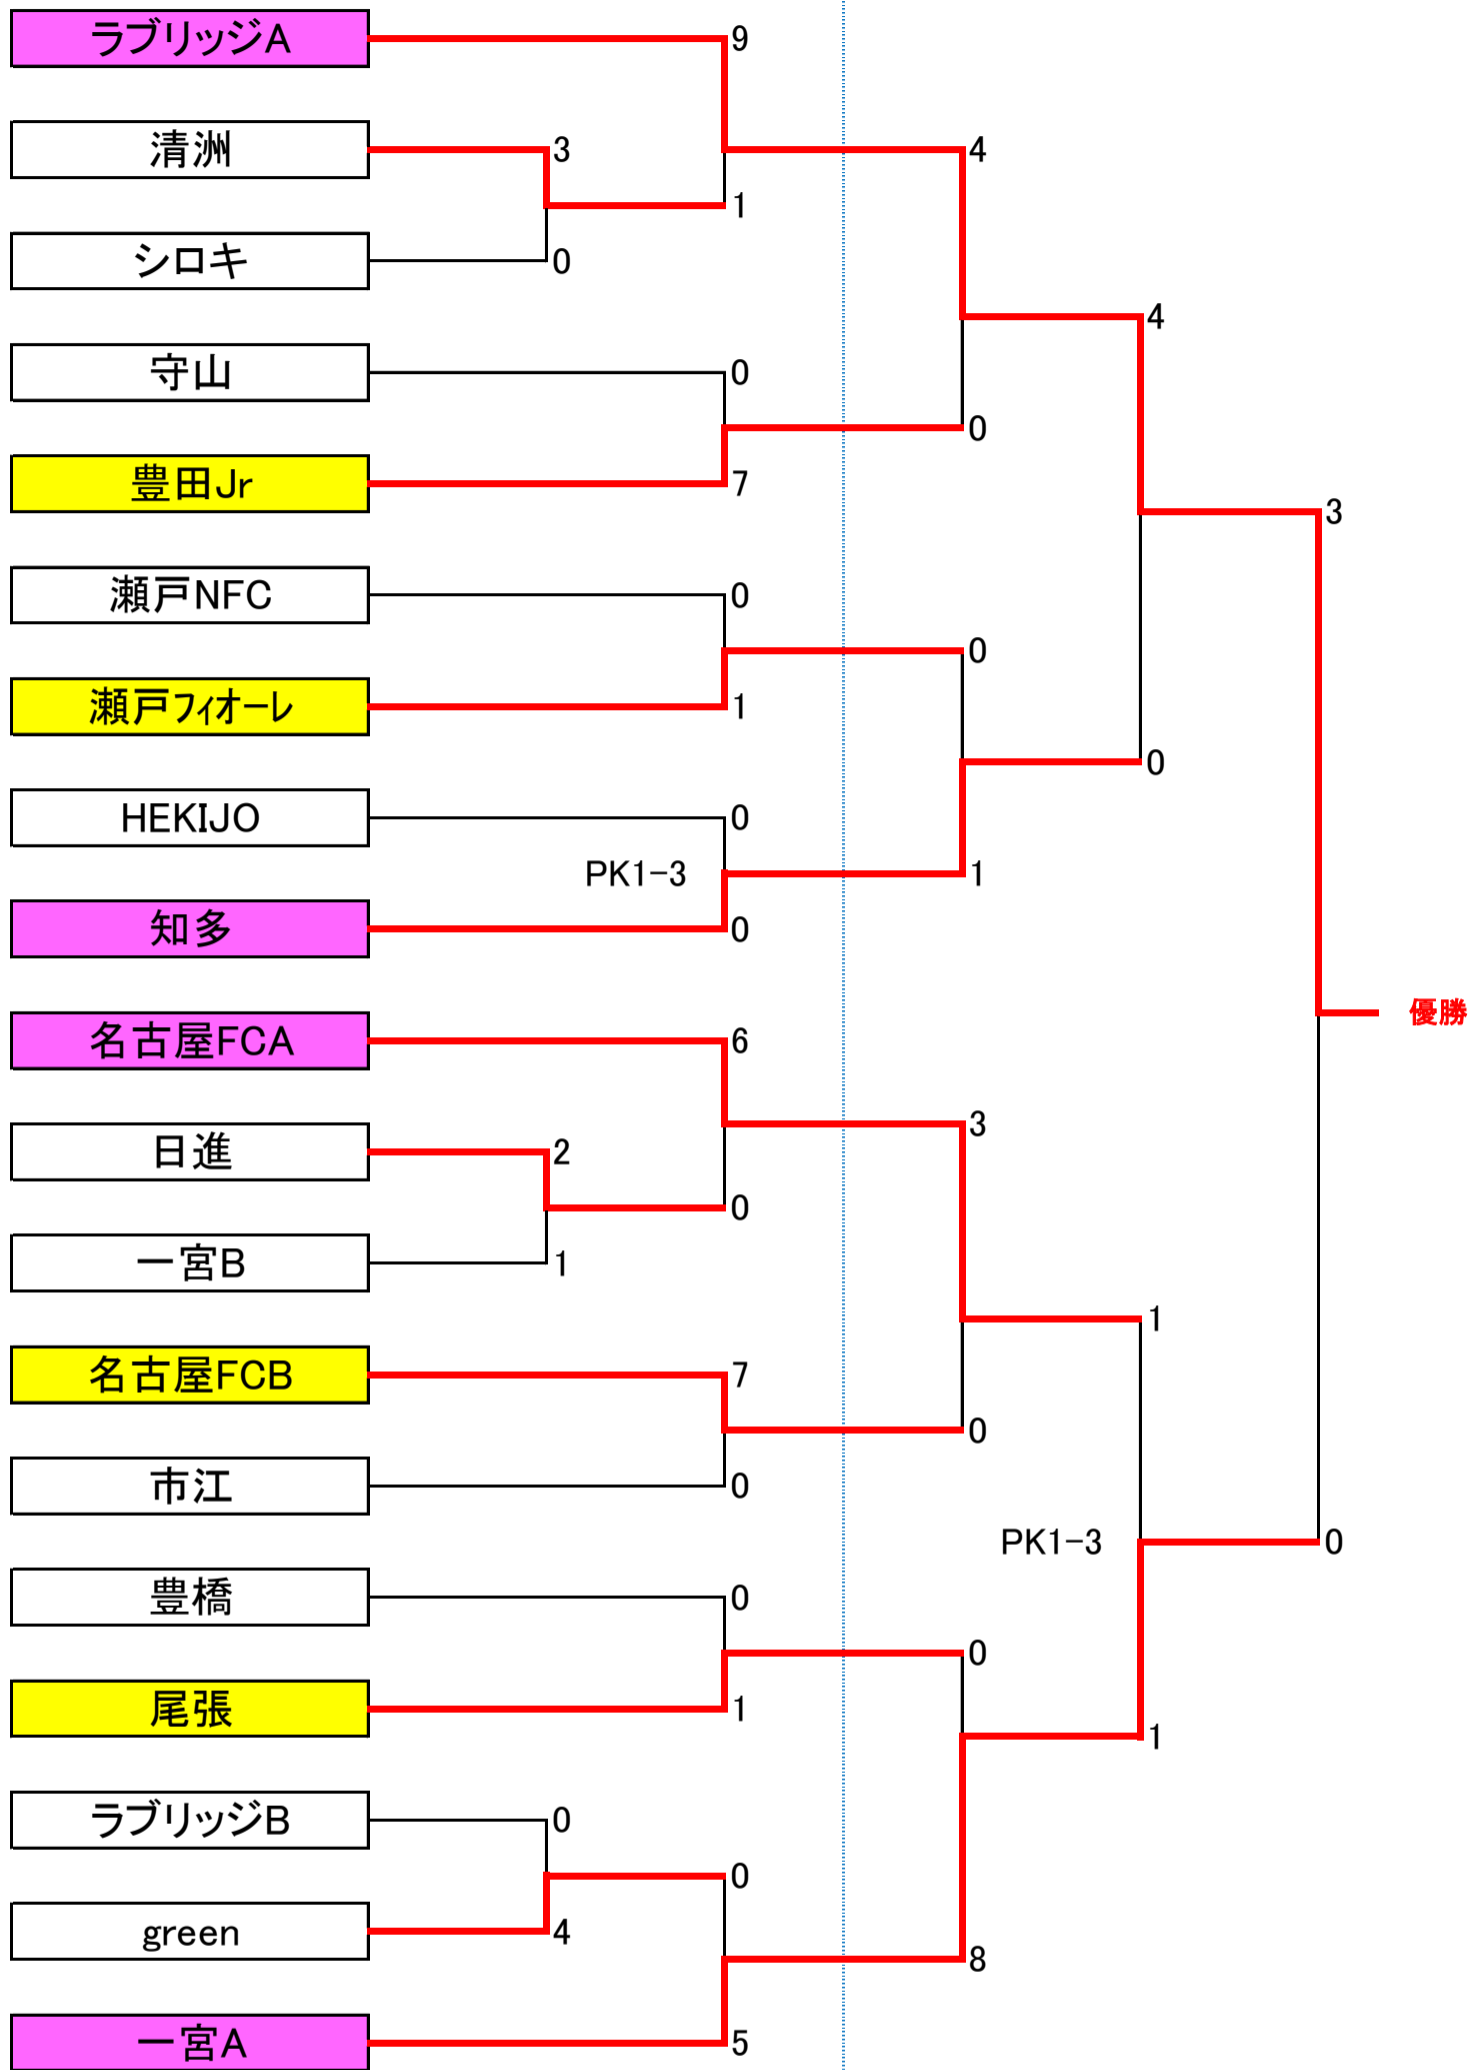 ラブリッジA
9
清洲
3
4
1
シロキ
0
4
守山
0
0
豊田Jr
7
3
瀬戸NFC
0
0
瀬戸フィオーレ
1
0
HEKIJO
0
PK1-3
1
知多
0
優勝
名古屋FCA
6
3
日進
2
0
一宮B
1
1
名古屋FCB
7
0
市江
0
PK1-3
0
豊橋
0
0
尾張
1
1
ラブリッジB
0
0
green
4
8
一宮A
5